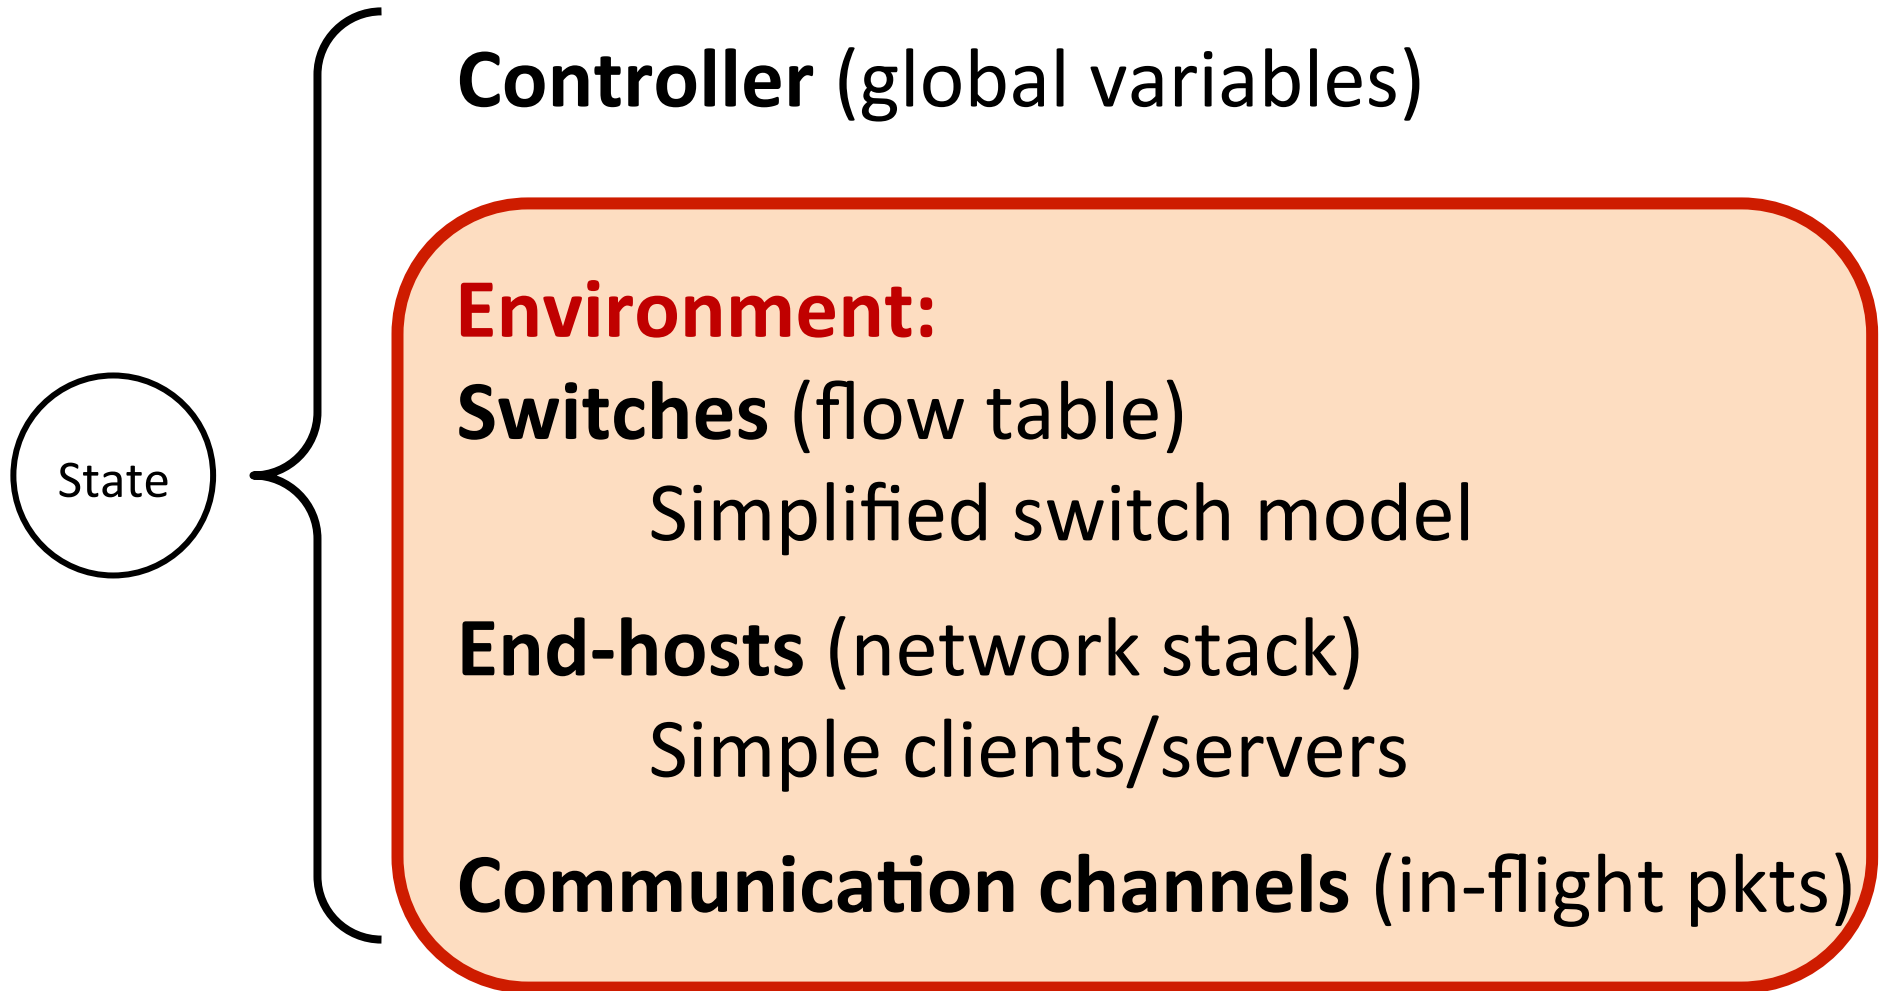 Controller (global variables)
Environment:
Switches (flow table)
Simplified switch model
State
End-hosts (network stack)
Simple clients/servers
Communication channels (in-flight pkts)